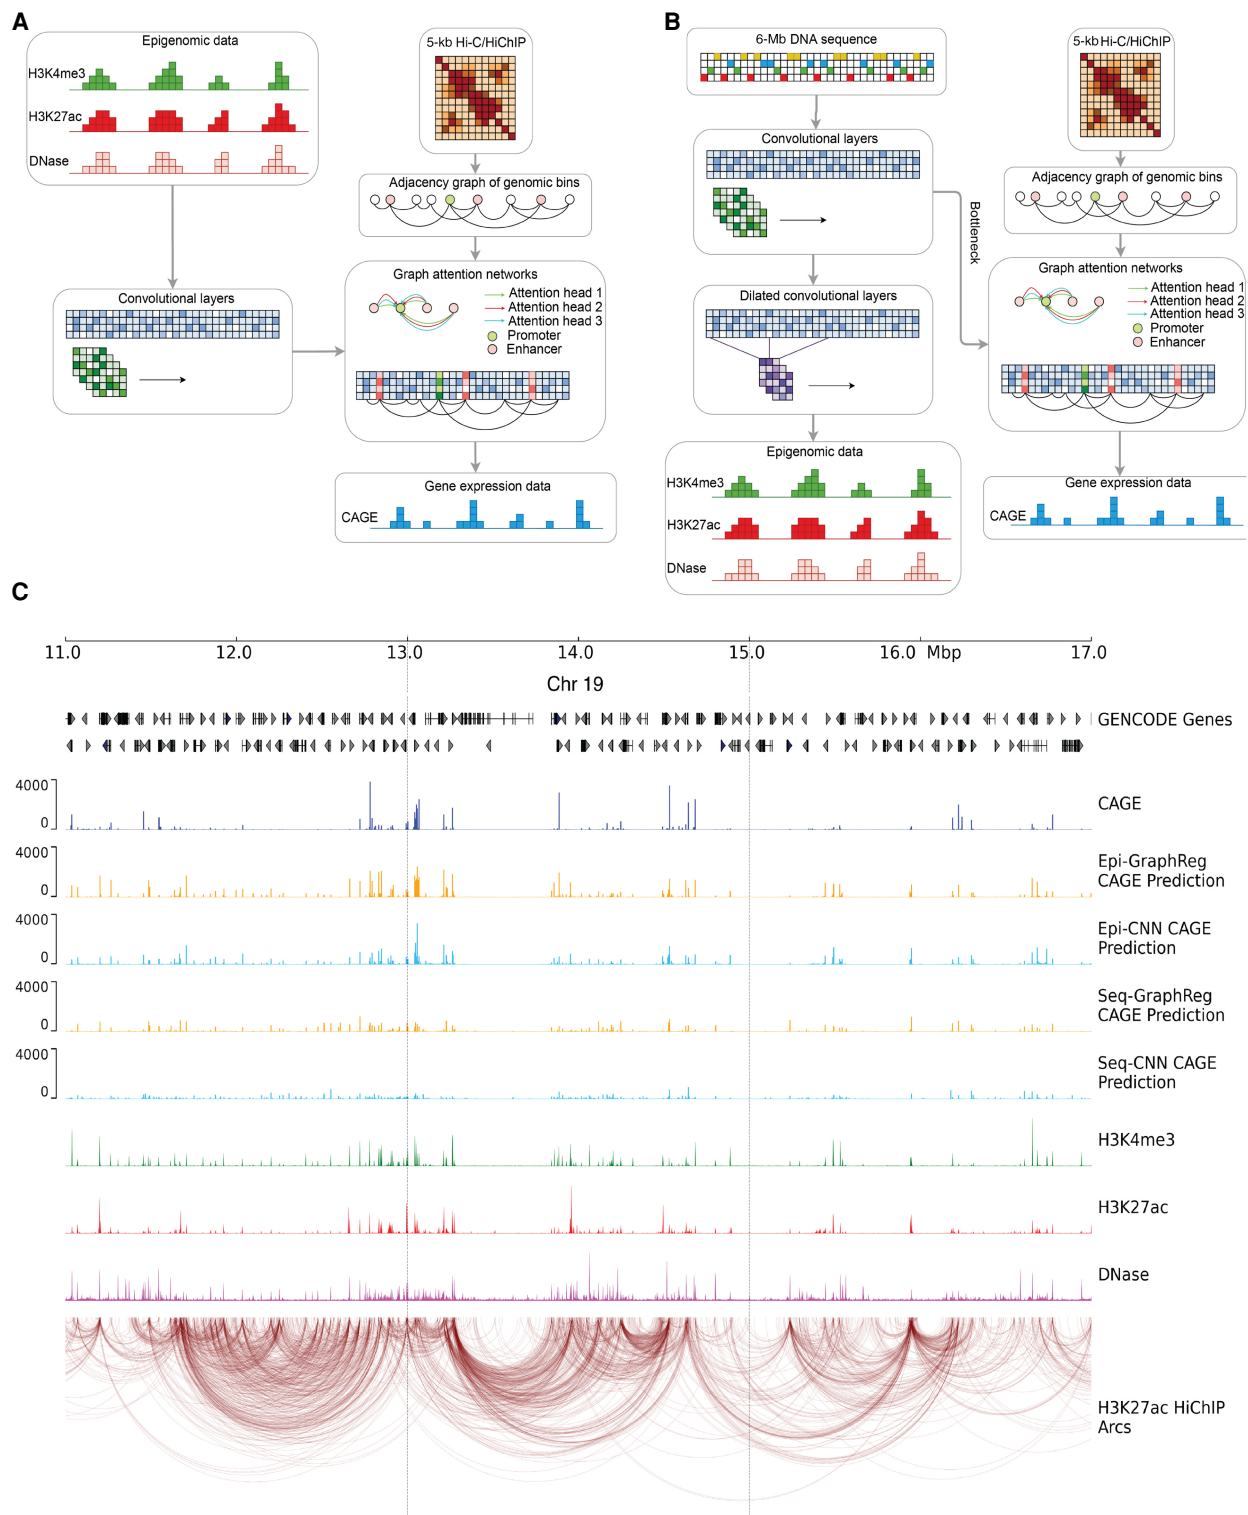 A
Epigenomic data
H3K4me3
H3K27ac
DNase
Convolutional layers
5-kb Hi-C/HiChIP
Adjacency graph of genomic bins
Graph attention networks
Attention head 1
Attention head 2
Attention head 3
Promoter
Enhancer
Gene expression data
CAGE
B
6-Mb DNA sequence
Convolutional layers
Bottleneck
Dilated convolutional layers
Epigenomic data
H3K4me3
H3K27ac
DNase
5-kb Hi-C/HiChIP
Adjacency graph of genomic bins
Graph attention networks
Attention head 1
Attention head 2
Attention head 3
Promoter
Enhancer
Gene expression data
CAGE
C
11.0 12.0 13.0 14.0 15.0 16.0 Mbp 17.0
Chr 19
GENCODE Genes
4000
0
CAGE
4000
0
Epi-GraphReg
CAGE Prediction
4000
0
Epi-CNN CAGE
Prediction
4000
0
Seq-GraphReg
CAGE Prediction
4000
0
Seq-CNN CAGE
Prediction
H3K4me3
H3K27ac
DNase
H3K27ac HiChIP
Arcs